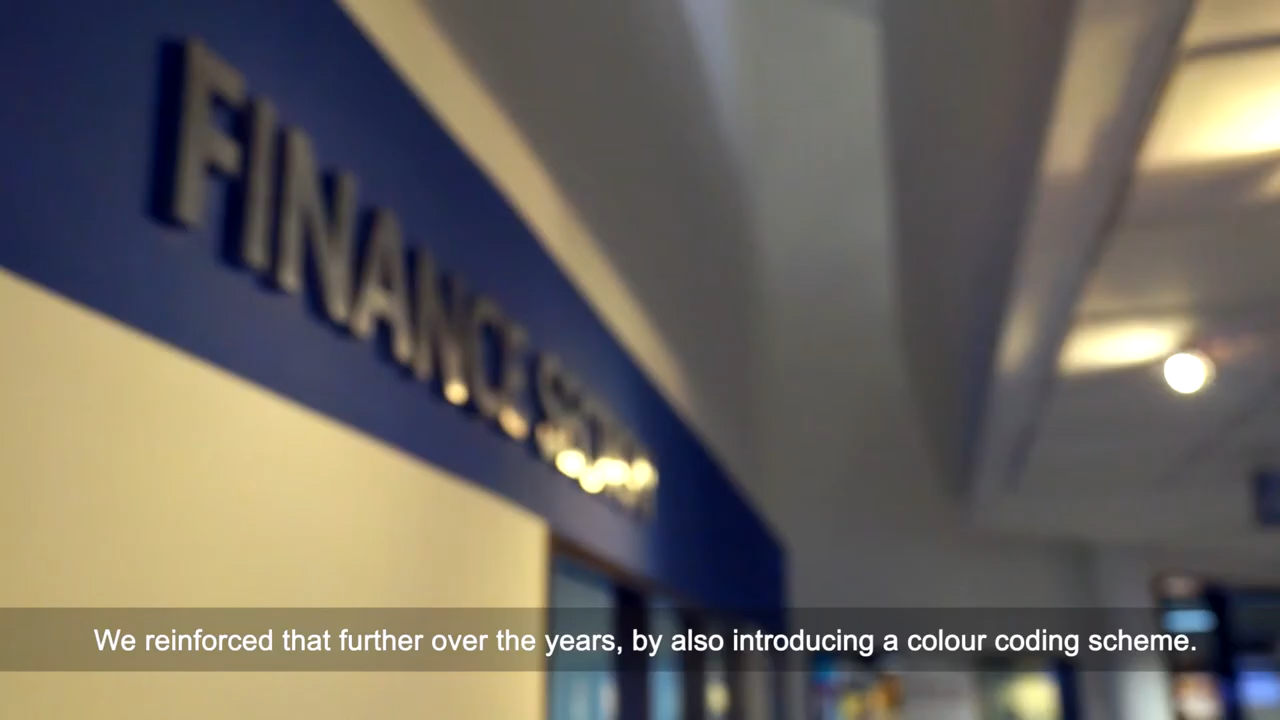 FINANCE
We reinforced that further over the years, by also introducing a colour coding scheme.